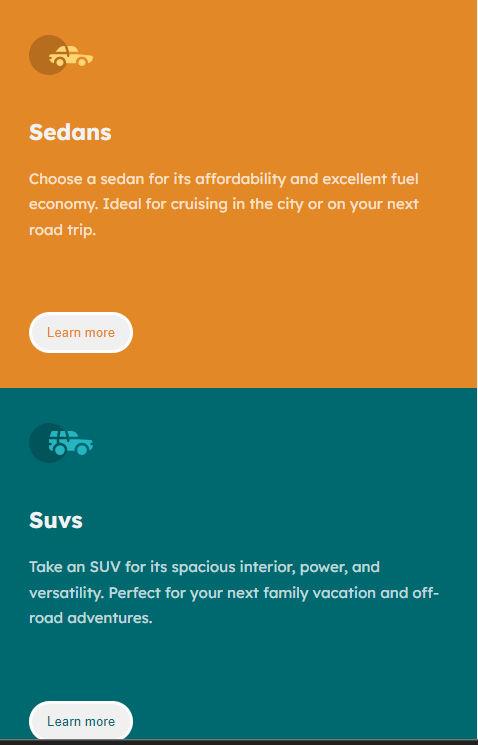 Sedans
Choose a sedan for its affordability and excellent fuel
economy. Ideal for cruising in the city or on your next
road trip.
Learn more
Suvs
Take an SUV for its spacious interior, power, and
versatility. Perfect for your next family vacation and off-
road adventures.
Learn more